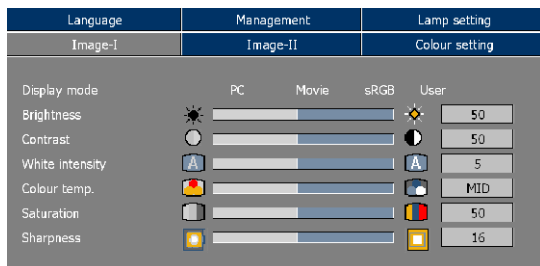 Language Management Lamp setting
Image-I Image-II Colour setting
Display mode PC Movie sRGB User
Brightness 50
Contrast 50
White intensity A A 5
Colour temp. MID
Saturation 50
Sharpness 16